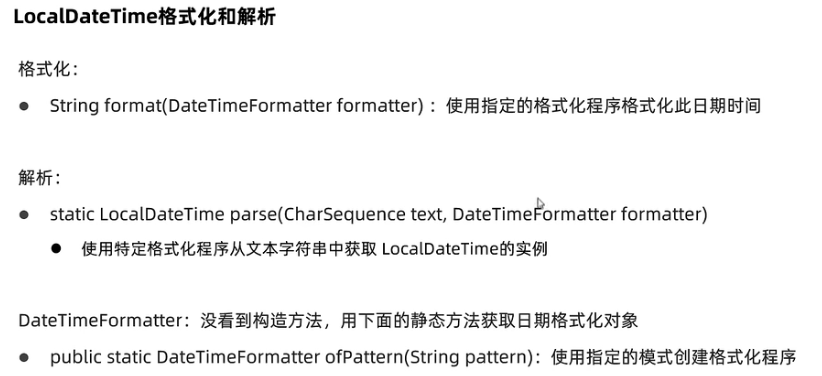 LocalDateTime格式化和解析
格式化：
● String format(DateTimeFormatter formatter) ：使用指定的格式化程序格式化此日期时间
解析：
● static LocalDateTime parse(CharSequence text, DateTimeFormatter formatter)
● 使用特定格式化程序从文本字符串中获取 LocalDateTime的实例
DateTimeFormatter：没看到构造方法，用下面的静态方法获取日期格式化对象
● public static DateTimeFormatter ofPattern(String pattern)：使用指定的模式创建格式化程序